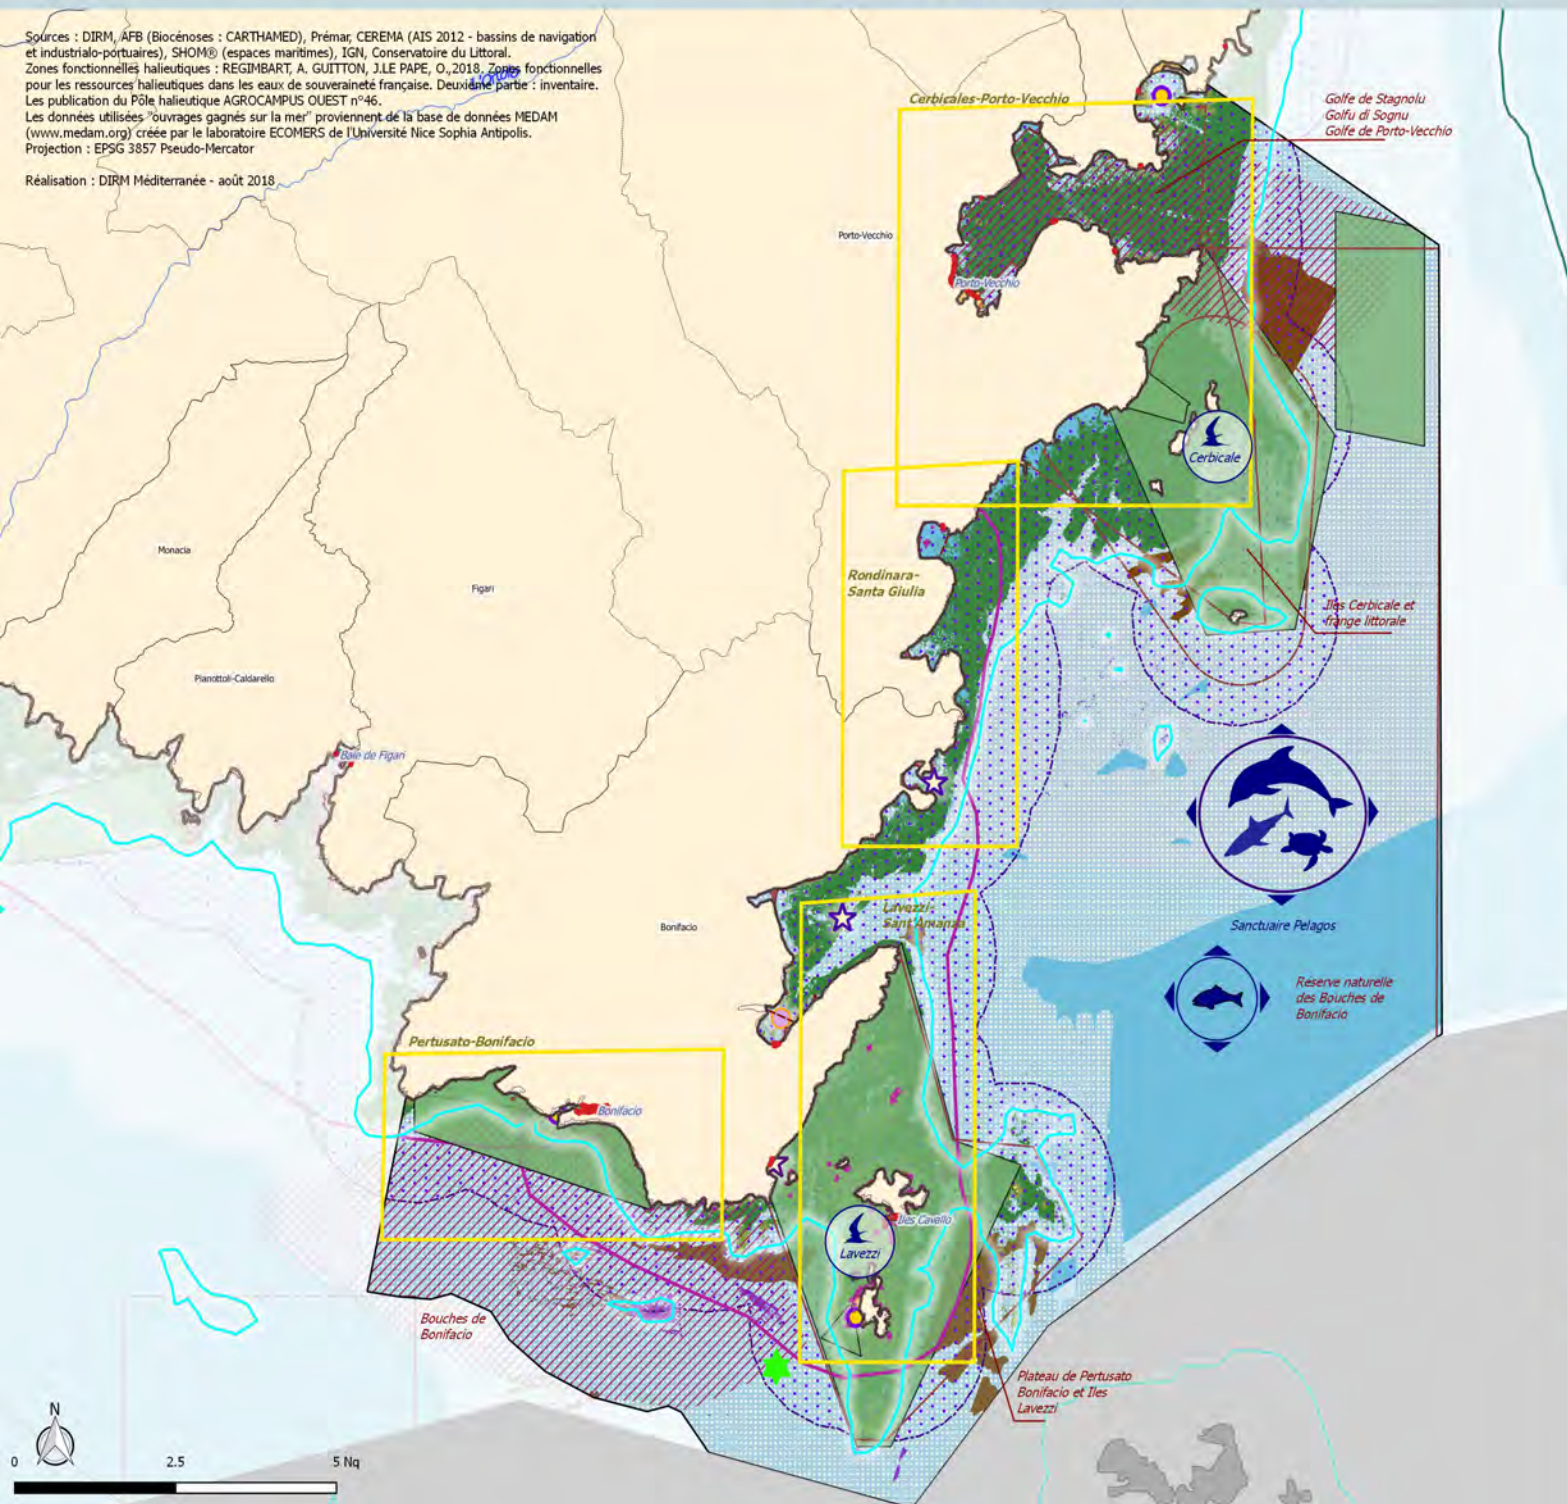 Sources : DIRM, AFB (Biocénoses : CARTHAMED), Prémar, CEREMA (AIS 2012 - bassins de navigation
et industrialo-portuaires), SHOM® (espaces maritimes), IGN, Conservatoire du Littoral.
Zones fonctionnelles halieutiques : REGIMBART, A. GUITTON, J.LE PAPE, O.,2018. Zones fonctionnelles
pour les ressources halieutiques dans les eaux de souveraineté française. Deuxième partie : inventaire.
Les publication du Pôle halieutique AGROCAMPUS OUEST n°46.
Les données utilisées "ouvrages gagnés sur la mer" proviennent de la base de données MEDAM
(www.medam.org) créée par le laboratoire ECOMERS de l'Université Nice Sophia Antipolis.
Projection : EPSG 3857 Pseudo-Mercator
Réalisation : DIRM Méditerranée - août 2018
L'Ortolo
Cerbicales-Porto-Vecchio
Golfe de Stagnolu
Golfu di Sognu
Golfe de Porto-Vecchio
Porto-Vecchio
Porto-Vecchio
Cerbicale
Monacia
Figari
Rondinara-
Santa Giulia
Iles Cerbicale et
frange littorale
Pianottoli-Caldarello
Baie de Figari
Sanctuaire Pelagos
Lavezzi-
Sant'Amanza
Bonifacio
Reserve naturelle
des Bouches de
Bonifacio
Pertusato-Bonifacio
Bonifacio
Iles Cavello
Lavezzi
Bouches de
Bonifacio
Plateau de Pertusato
Bonifacio et Iles
Lavezzi
N
0 2.5 5 Nq